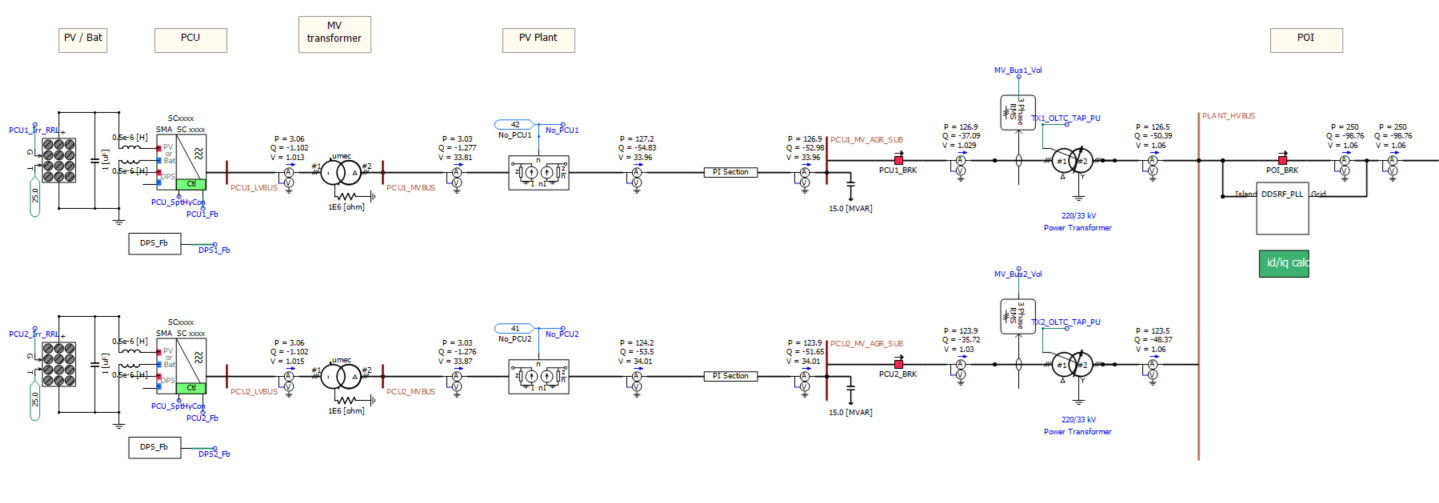 PV / Bat
PCU
MV
transformer
PV Plant
POI
MV_Bus1_Vol
SCxxxx
SMA SC xxxx
PCU1_Irr_RRL
+
G
T
25.0
1 [uF]
0.5e-6 [H]
0.5e-6 [H]
PV
or
Bat
DPS
Ctl
PCU_SptHyCon
PCU1_Fb
DPS_Fb
DPS1_Fb
PCU1_LVBUS
P = 3.06
Q = -1.102
V = 1.013
A
V
umec
#1
#2
1E6 [ohm]
PCU1_MVBUS
P = 3.03
Q = -1.277
V = 33.81
A
V
42
No_PCU1
No_PCU1
n
1 n1
P = 127.2
Q = -54.83
V = 33.96
A
V
PI Section
P = 126.9
Q = -52.98
V = 33.96
A
V
PCU1_MV_AGR_SUB
15.0 [MVAR]
PCU1_BRK
P = 126.9
Q = -37.09
V = 1.029
A
V
3 Phase
RMS
TX1_OLTC_TAP_PU
#1
#2
220/33 kV
Power Transformer
P = 126.5
Q = -50.39
V = 1.06
A
V
PLANT_HVBUS
POI_BRK
Island
DDSRF_PLL
Grid
P = 250
Q = -98.76
V = 1.06
A
V
P = 250
Q = -98.76
V = 1.06
A
V
id/iq calc
MV_Bus2_Vol
SCxxxx
SMA SC xxxx
PCU2_Irr_RRL
+
G
T
25.0
1 [uF]
0.5e-6 [H]
0.5e-6 [H]
PV
or
Bat
DPS
Ctl
PCU_SptHyCon
PCU2_Fb
DPS_Fb
DPS2_Fb
PCU2_LVBUS
P = 3.06
Q = -1.102
V = 1.015
A
V
umec
#1
#2
1E6 [ohm]
PCU2_MVBUS
P = 3.03
Q = -1.276
V = 33.87
A
V
41
No_PCU2
No_PCU2
n
1 n1
P = 124.2
Q = -53.5
V = 34.01
A
V
PI Section
P = 123.9
Q = -51.65
V = 34.01
A
V
PCU2_MV_AGR_SUB
15.0 [MVAR]
PCU2_BRK
P = 123.9
Q = -35.72
V = 1.03
A
V
3 Phase
RMS
TX2_OLTC_TAP_PU
#1
#2
220/33 kV
Power Transformer
P = 123.5
Q = -48.37
V = 1.06
A
V